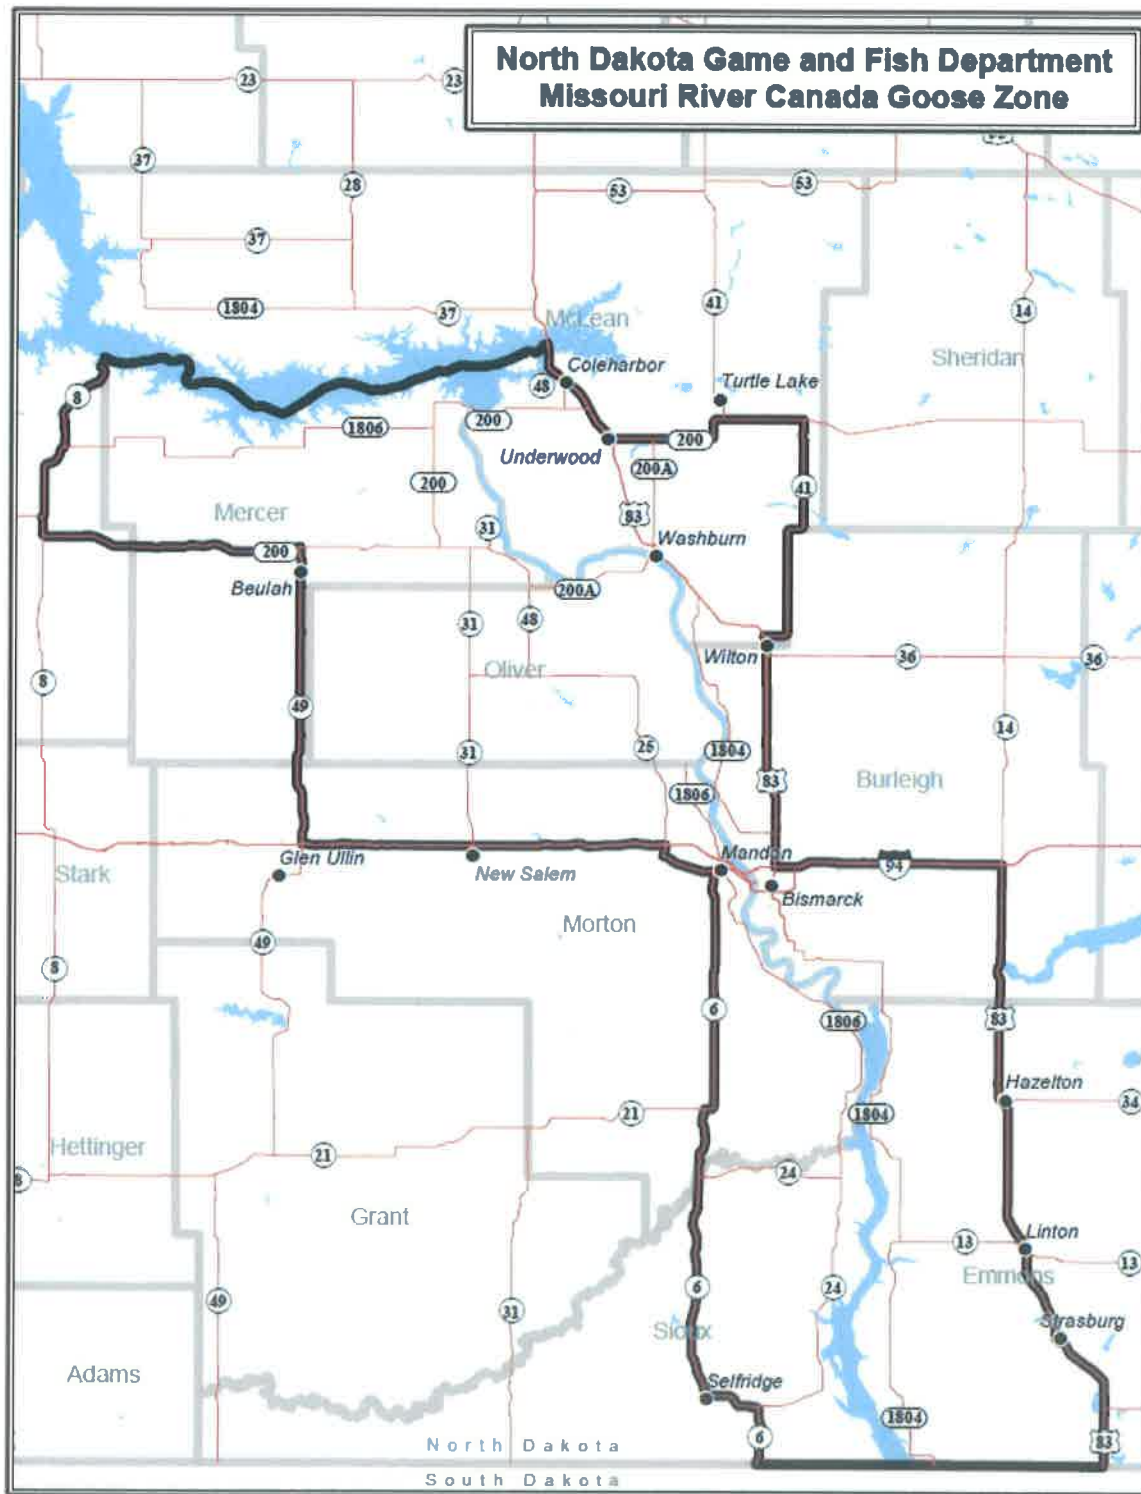 North Dakota Game and Fish Department
Missouri River Canada Goose Zone
23
23
37
28
53
53
37
1804
37
41
14
McLean
Sheridan
Coleharbor
48
Turtle Lake
8
1806
200
200
Underwood
200A
200
41
Mercer
83
31
Washburn
200
Beulah
200A
31
48
Wilton
36
36
Oliver
8
49
31
25
1804
14
1806
83
Burleigh
Glen Ullin
New Salem
Mandan
94
Stark
Bismarck
Morton
49
8
6
1806
83
Hazelton
21
1804
34
Hettinger
21
24
8
Grant
13
Linton
13
Emmons
49
31
6
24
Sioux
Strasburg
Adams
Selfridge
1804
6
83
North Dakota
South Dakota